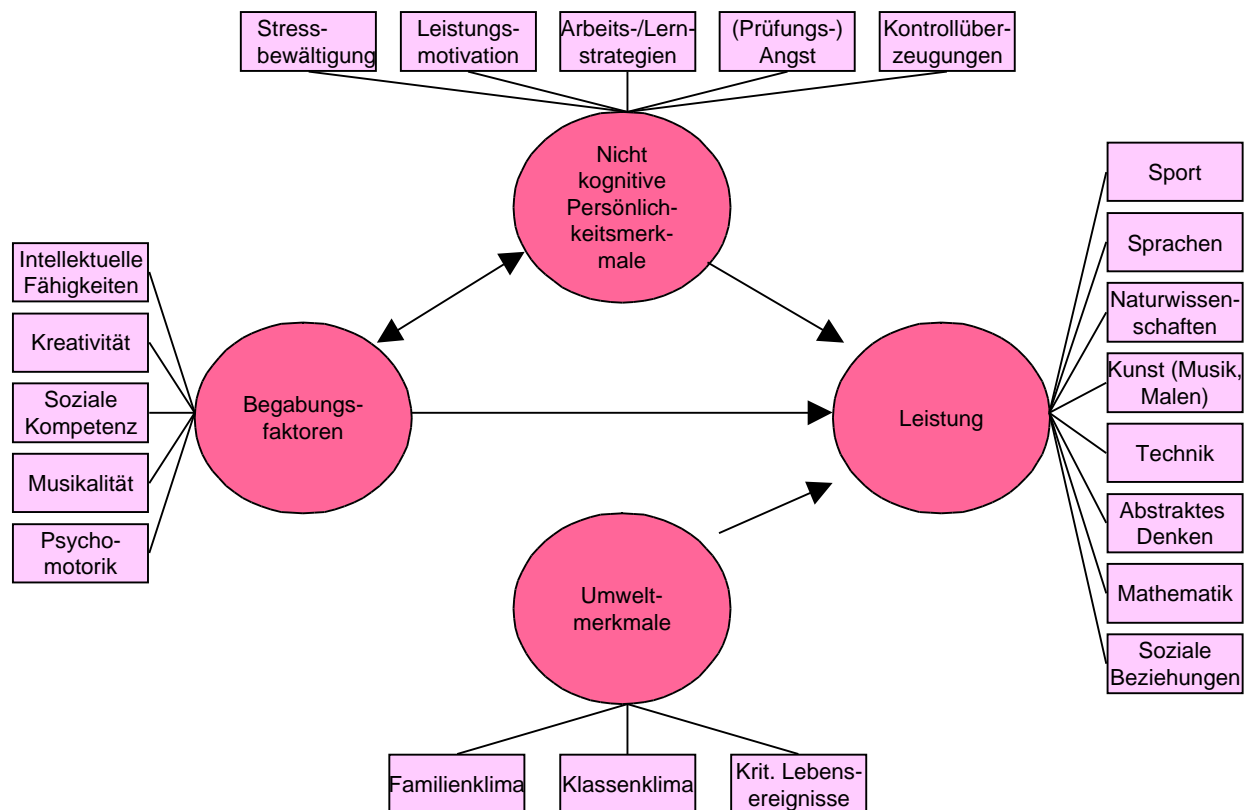 Stress-
bewältigung
Leistungs-
motivation
Arbeits-/Lern-
strategien
(Prüfungs-)
Angst
Kontrollüber-
zeugungen
Nicht
kognitive
Persönlich-
keitsmerk-
male
Intellektuelle
Fähigkeiten
Kreativität
Soziale
Kompetenz
Musikalität
Psycho-
motorik
Begabungs-
faktoren
Leistung
Sport
Sprachen
Naturwissen-
schaften
Kunst (Musik,
Malen)
Technik
Abstraktes
Denken
Mathematik
Soziale
Beziehungen
Umwelt-
merkmale
Familienklima
Klassenklima
Krit. Lebens-
ereignisse